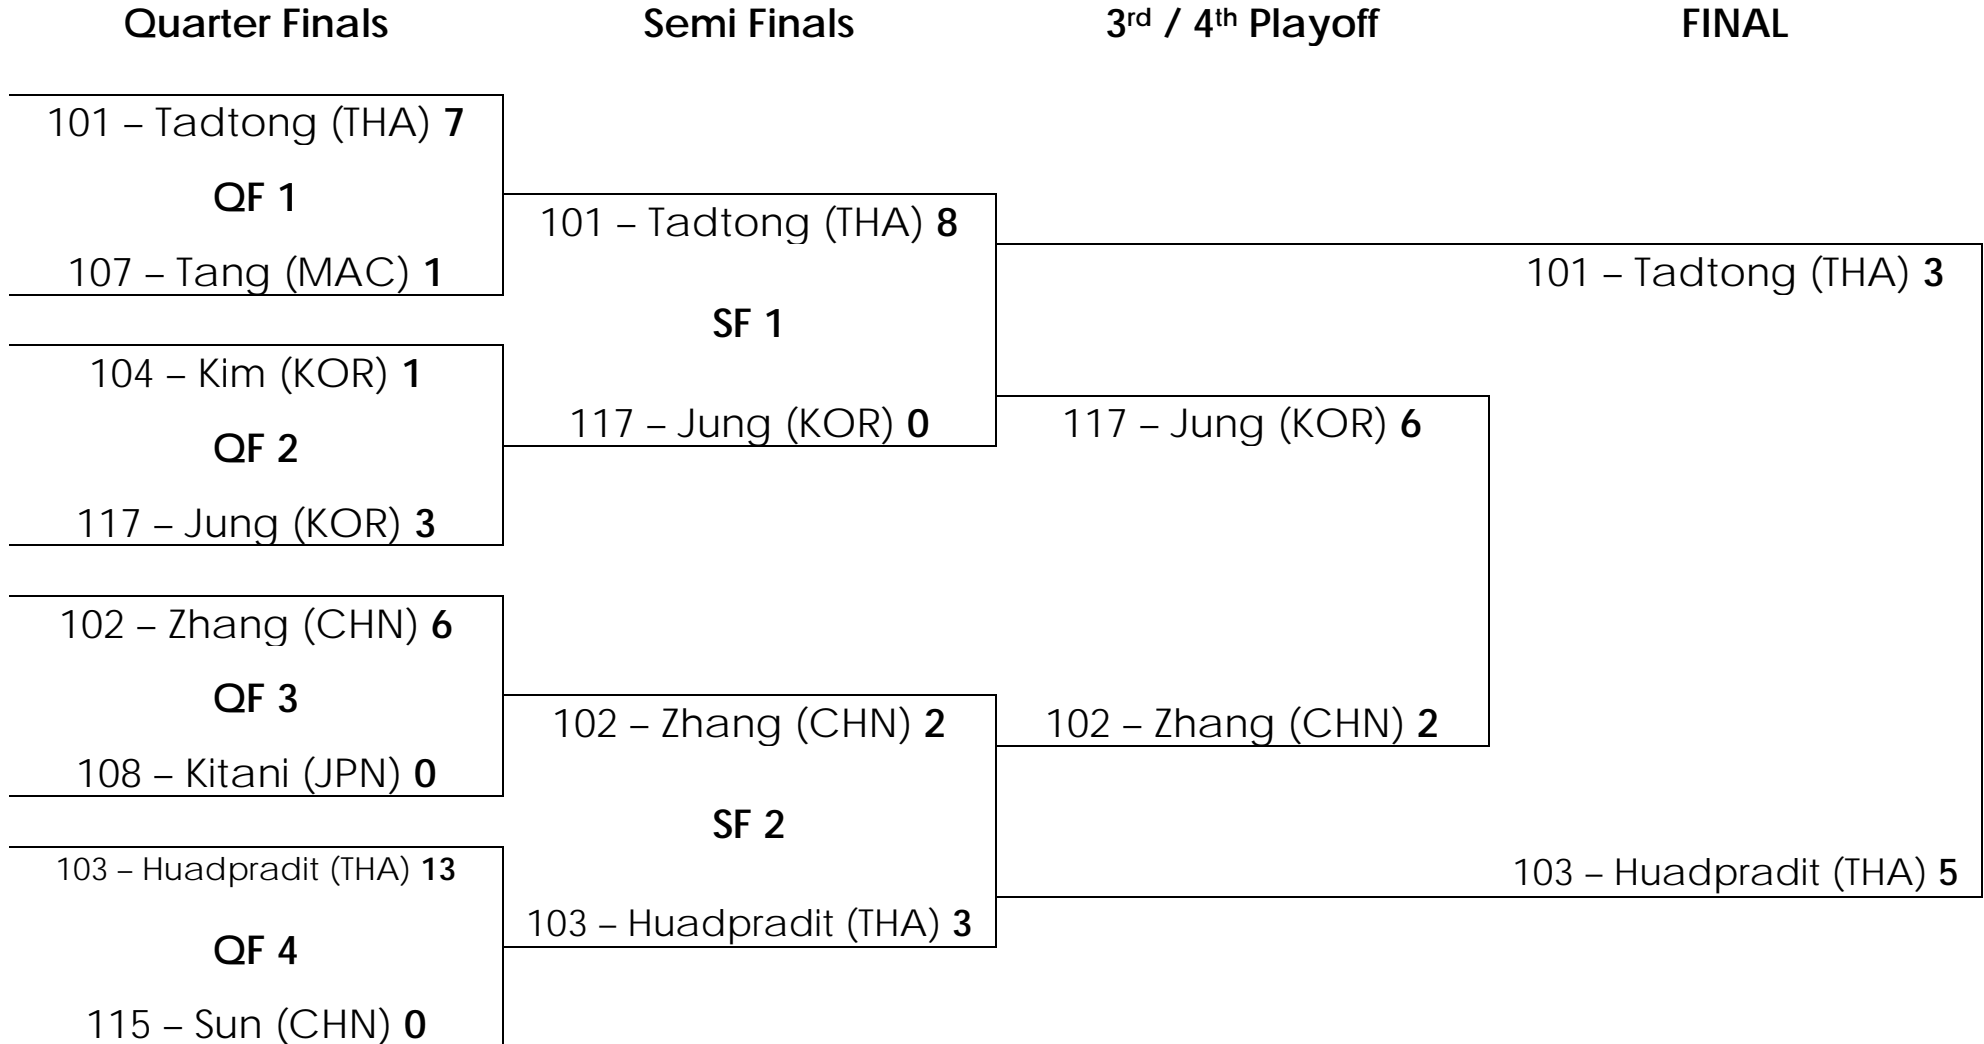 Quarter Finals
Semi Finals
3rd / 4th Playoff
FINAL
101 – Tadtong (THA) 7
QF 1
107 – Tang (MAC) 1
104 – Kim (KOR) 1
QF 2
117 – Jung (KOR) 3
102 – Zhang (CHN) 6
QF 3
108 – Kitani (JPN) 0
103 – Huadpradit (THA) 13
QF 4
115 – Sun (CHN) 0
101 – Tadtong (THA) 8
SF 1
117 – Jung (KOR) 0
102 – Zhang (CHN) 2
SF 2
103 – Huadpradit (THA) 3
117 – Jung (KOR) 6
102 – Zhang (CHN) 2
101 – Tadtong (THA) 3
103 – Huadpradit (THA) 5